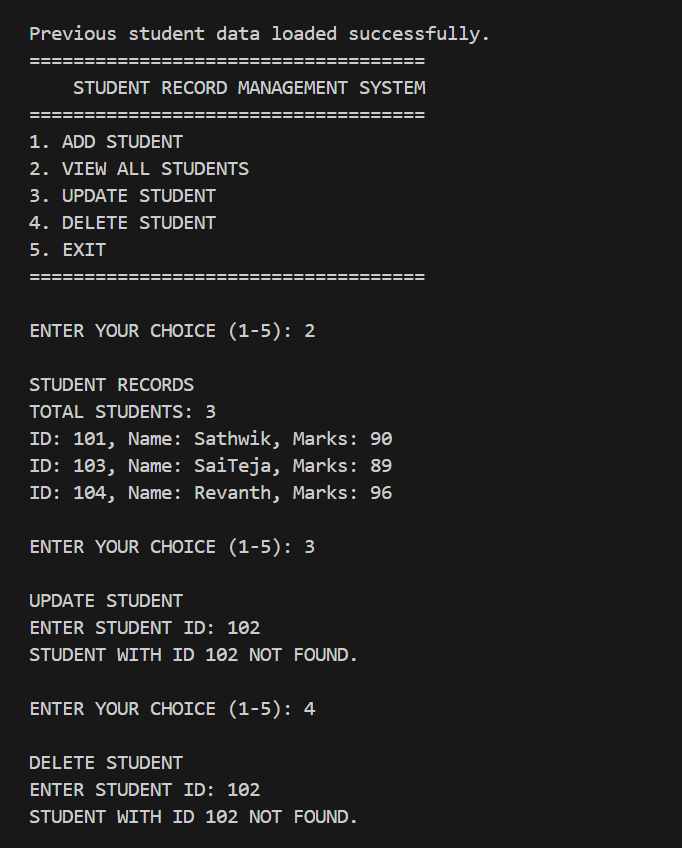 Previous student data loaded successfully.
====================================
STUDENT RECORD MANAGEMENT SYSTEM
====================================
1. ADD STUDENT
2. VIEW ALL STUDENTS
3. UPDATE STUDENT
4. DELETE STUDENT
5. EXIT
====================================
ENTER YOUR CHOICE (1-5): 2
STUDENT RECORDS
TOTAL STUDENTS: 3
ID: 101, Name: Sathwik, Marks: 90
ID: 103, Name: SaiTeja, Marks: 89
ID: 104, Name: Revanth, Marks: 96
ENTER YOUR CHOICE (1-5): 3
UPDATE STUDENT
ENTER STUDENT ID: 102
STUDENT WITH ID 102 NOT FOUND.
ENTER YOUR CHOICE (1-5): 4
DELETE STUDENT
ENTER STUDENT ID: 102
STUDENT WITH ID 102 NOT FOUND.